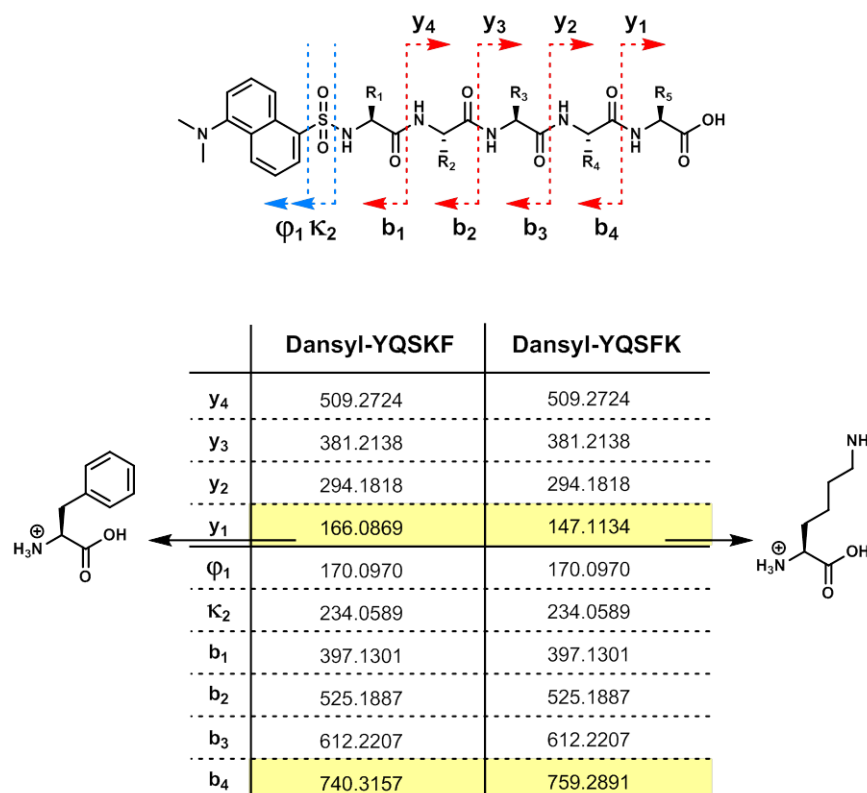 y4 y3 y2 y1
R1 R3 R5
O H O H O
N N N OH
S
N N N N
H H H
O O R2 O R4 O
φ1 κ2 b1 b2 b3 b4
Dansyl-YQSKF Dansyl-YQSFK
y4 509.2724 509.2724
y3 381.2138 381.2138
y2 294.1818 294.1818
y1 166.0869 147.1134
φ1 170.0970 170.0970
κ2 234.0589 234.0589
b1 397.1301 397.1301
b2 525.1887 525.1887
b3 612.2207 612.2207
b4 740.3157 759.2891
⊕
H3N OH
O
NH
⊕
H3N OH
O